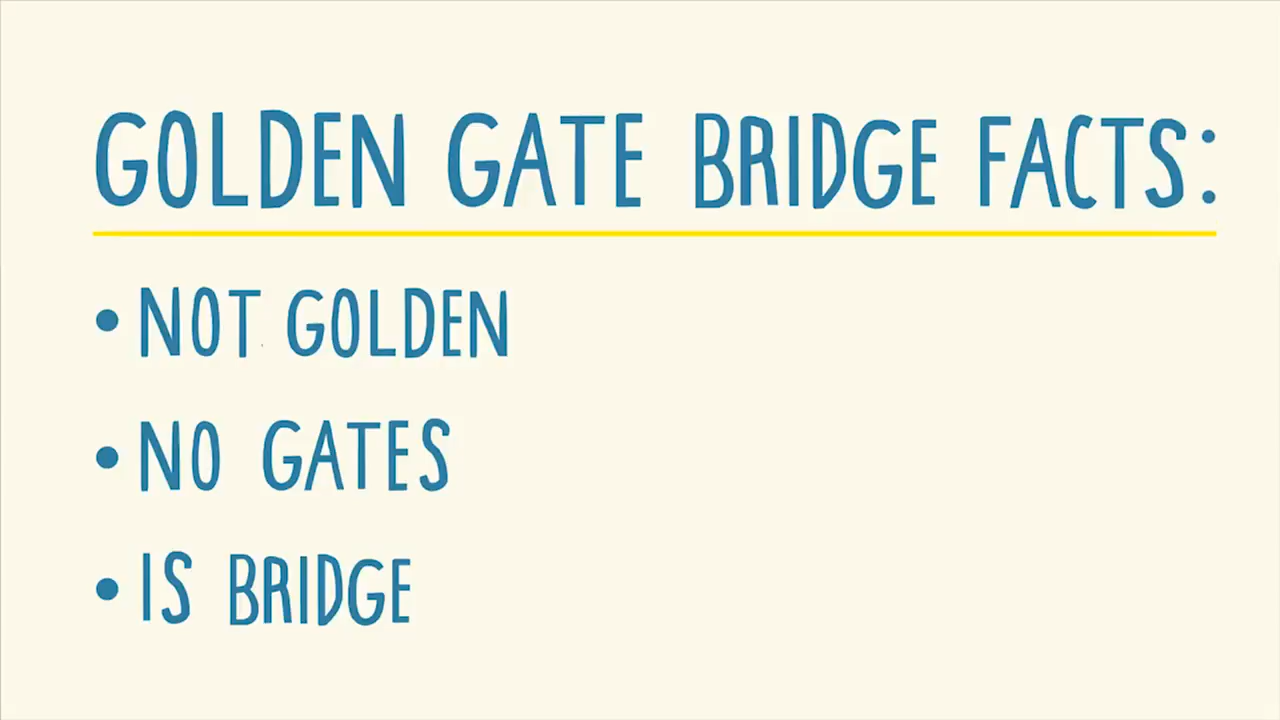 GOLDEN GATE BRIDGE FACTS:
• NOT GOLDEN
• NO GATES
• IS BRIDGE